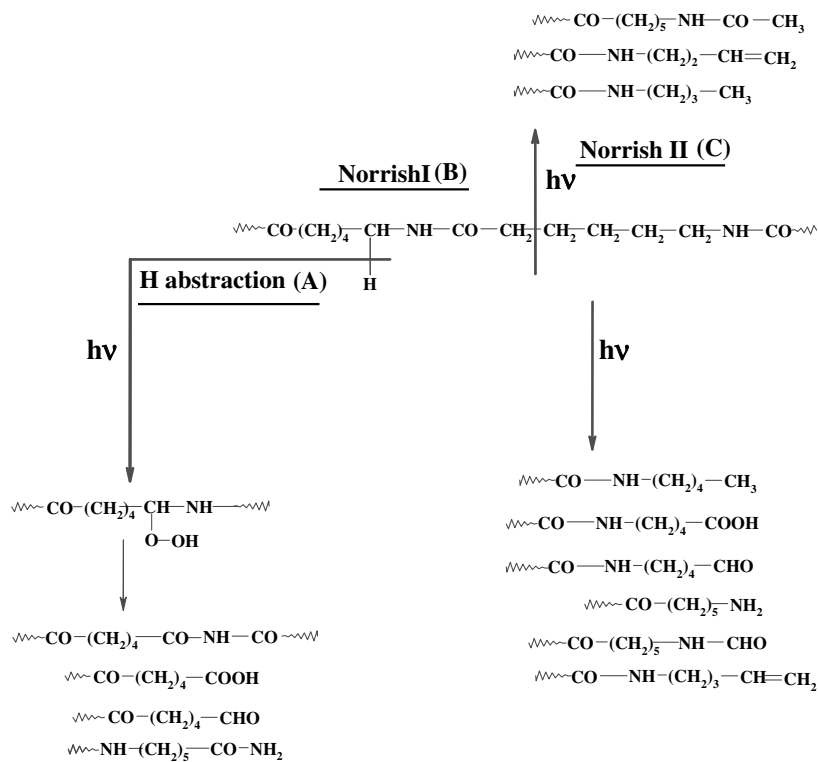 CO–(CH₂)₅–NH–CO–CH₃
CO–NH–(CH₂)₂–CH=CH₂
CO–NH–(CH₂)₃–CH₃
Norrish II (C)
hν
NorrishI (B)
CO(CH₂)₄–CH–NH–CO–CH₂–CH₂–CH₂–CH₂–CH₂–NH–CO
H
H abstraction (A)
hν
hν
CO–NH–(CH₂)₄–CH₃
CO–(CH₂)₄–CH–NH
O–OH
CO–NH–(CH₂)₄–COOH
CO–NH–(CH₂)₄–CHO
CO–(CH₂)₅–NH₂
CO–(CH₂)₄–CO–NH–CO
CO–(CH₂)₅–NH–CHO
CO–(CH₂)₄–COOH
CO–NH–(CH₂)₃–CH=CH₂
CO–(CH₂)₄–CHO
NH–(CH₂)₅–CO–NH₂